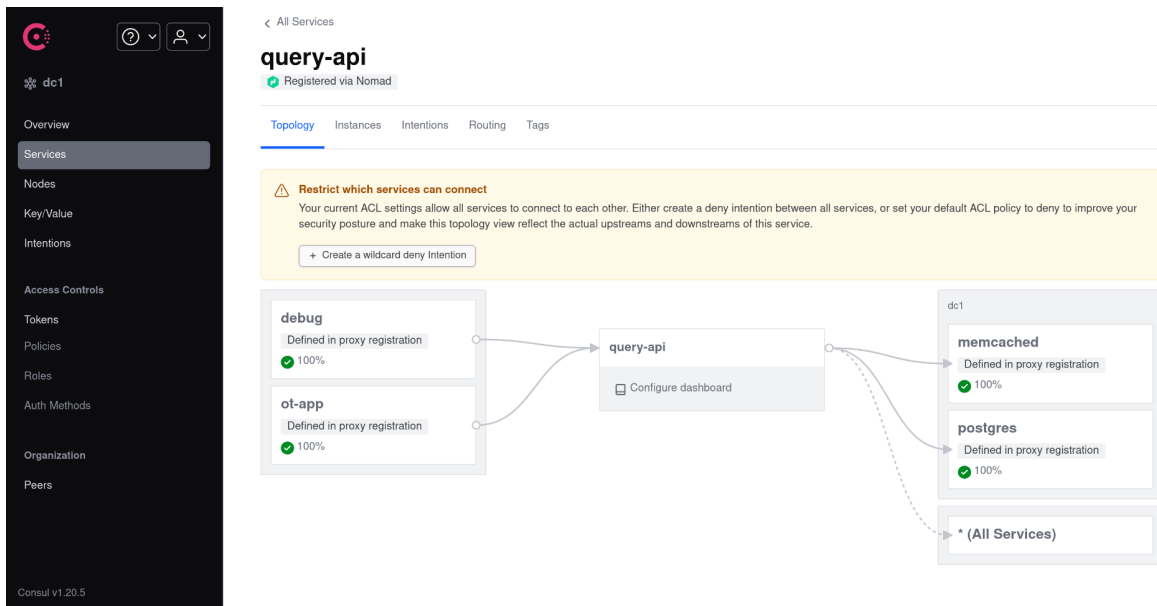 dc1
Overview
Services
Nodes
Key/Value
Intentions
Access Controls
Tokens
Policies
Roles
Auth Methods
Organization
Peers
Consul v1.20.5
All Services
query-api
Registered via Nomad
Topology Instances Intentions Routing Tags
Restrict which services can connect
Your current ACL settings allow all services to connect to each other. Either create a deny intention between all services, or set your default ACL policy to deny to improve your
security posture and make this topology view reflect the actual upstreams and downstreams of this service.
+ Create a wildcard deny Intention
debug
Defined in proxy registration
100%
ot-app
Defined in proxy registration
100%
query-api
Configure dashboard
dc1
memcached
Defined in proxy registration
100%
postgres
Defined in proxy registration
100%
* (All Services)